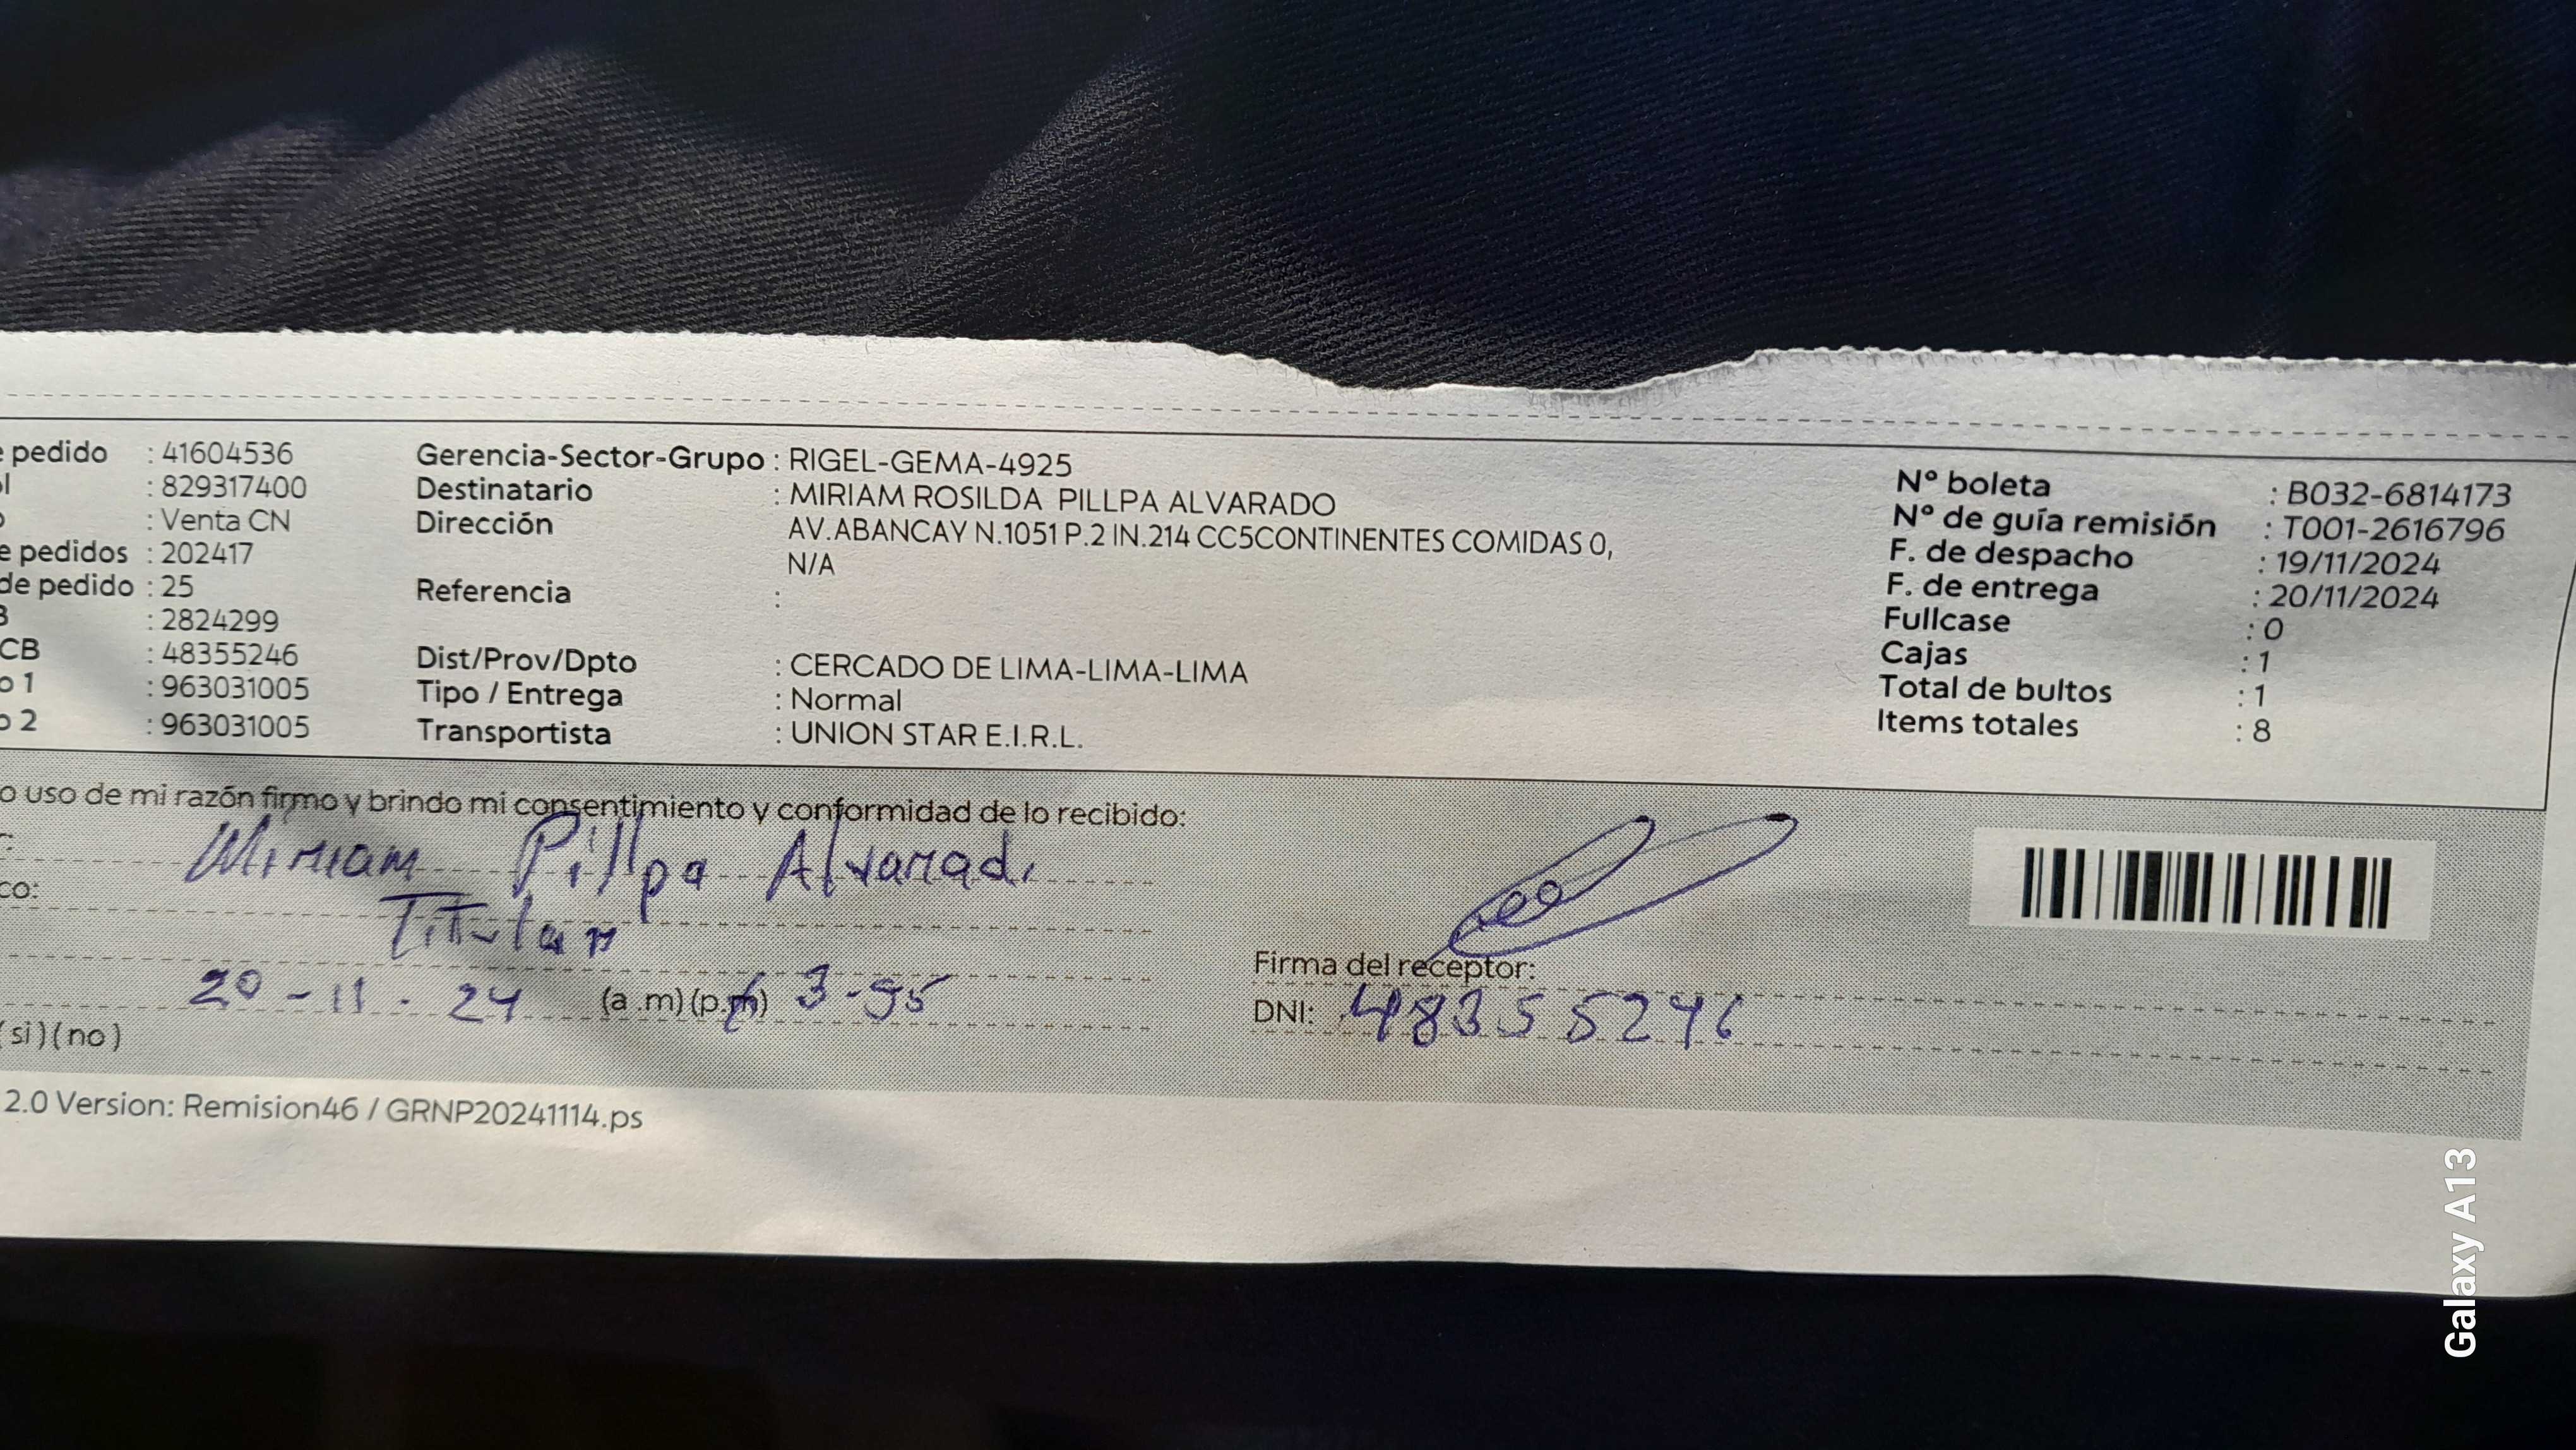 e pedido : 41604536
ol : 829317400
o : Venta CN
e pedidos : 202417
de pedido : 25
B : 2824299
CB : 48355246
o 1 : 963031005
o 2 : 963031005
Gerencia-Sector-Grupo : RIGEL-GEMA-4925
Destinatario : MIRIAM ROSILDA PILLPA ALVARADO
Dirección AV.ABANCAY N.1051 P.2 IN.214 CC5CONTINENTES COMIDAS 0,
N/A
Referencia :
Dist/Prov/Dpto : CERCADO DE LIMA-LIMA-LIMA
Tipo / Entrega : Normal
Transportista : UNION STAR E.I.R.L.
Nº boleta : B032-6814173
Nº de guía remisión : T001-2616796
F. de despacho : 19/11/2024
F. de entrega : 20/11/2024
Fullcase : 0
Cajas : 1
Total de bultos : 1
Items totales : 8
o uso de mi razón firmo y brindo mi consentimiento y conformidad de lo recibido:
r: Miriam Pillpa Alvarad.
co: Titular
20-11-24 (a .m) (p.m) 3-55
(si)(no)
Firma del receptor:
DNI: 48355246
2.0 Version: Remision46 / GRNP20241114.ps
Galaxy A13